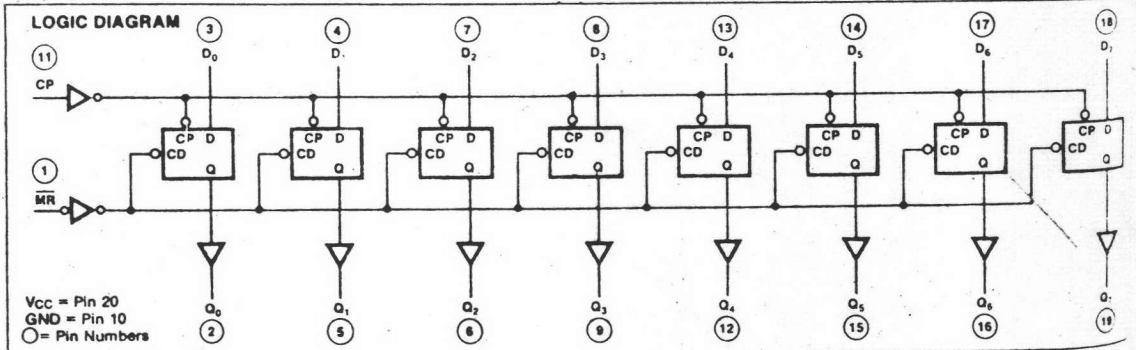 LOGIC DIAGRAM
3 4 7 8 13 14 17 18
11 D0 D1 D2 D3 D4 D5 D6 D7
CP
CP D CP D CP D CP D CP D CP D CP D CP D
CD CD CD CD CD CD CD CD
Q Q Q Q Q Q Q Q
1
MR
Q0 Q1 Q2 Q3 Q4 Q5 Q6 Q7
2 5 6 9 12 15 16 19
VCC = Pin 20
GND = Pin 10
○= Pin Numbers